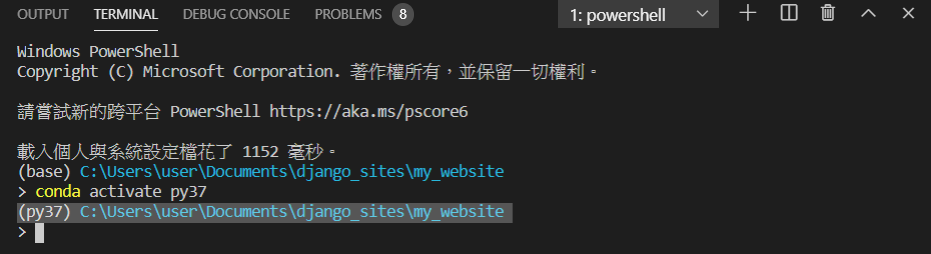 OUTPUT TERMINAL DEBUG CONSOLE PROBLEMS 8 1: powershell
Windows PowerShell
Copyright (C) Microsoft Corporation. 著作權所有，並保留一切權利。
請嘗試新的跨平台 PowerShell https://aka.ms/pscore6
載入個人與系統設定檔花了 1152 毫秒。
(base) C:\Users\user\Documents\django_sites\my_website
> conda activate py37
(py37) C:\Users\user\Documents\django_sites\my_website
>